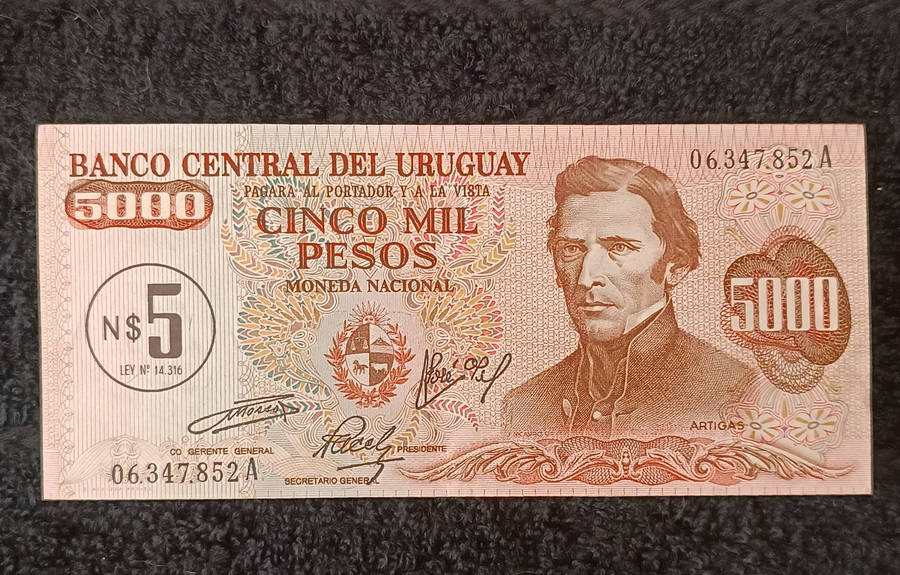 BANCO CENTRAL DEL URUGUAY
06.347.852 A
5000
PAGARA AL PORTADOR Y A LA VISTA
CINCO MIL
PESOS
MONEDA NACIONAL
5000
N$ 5
LEY Nº 14.316
ARTIGAS
CO GERENTE GENERAL
PRESIDENTE
06.347.852 A
SECRETARIO GENERAL